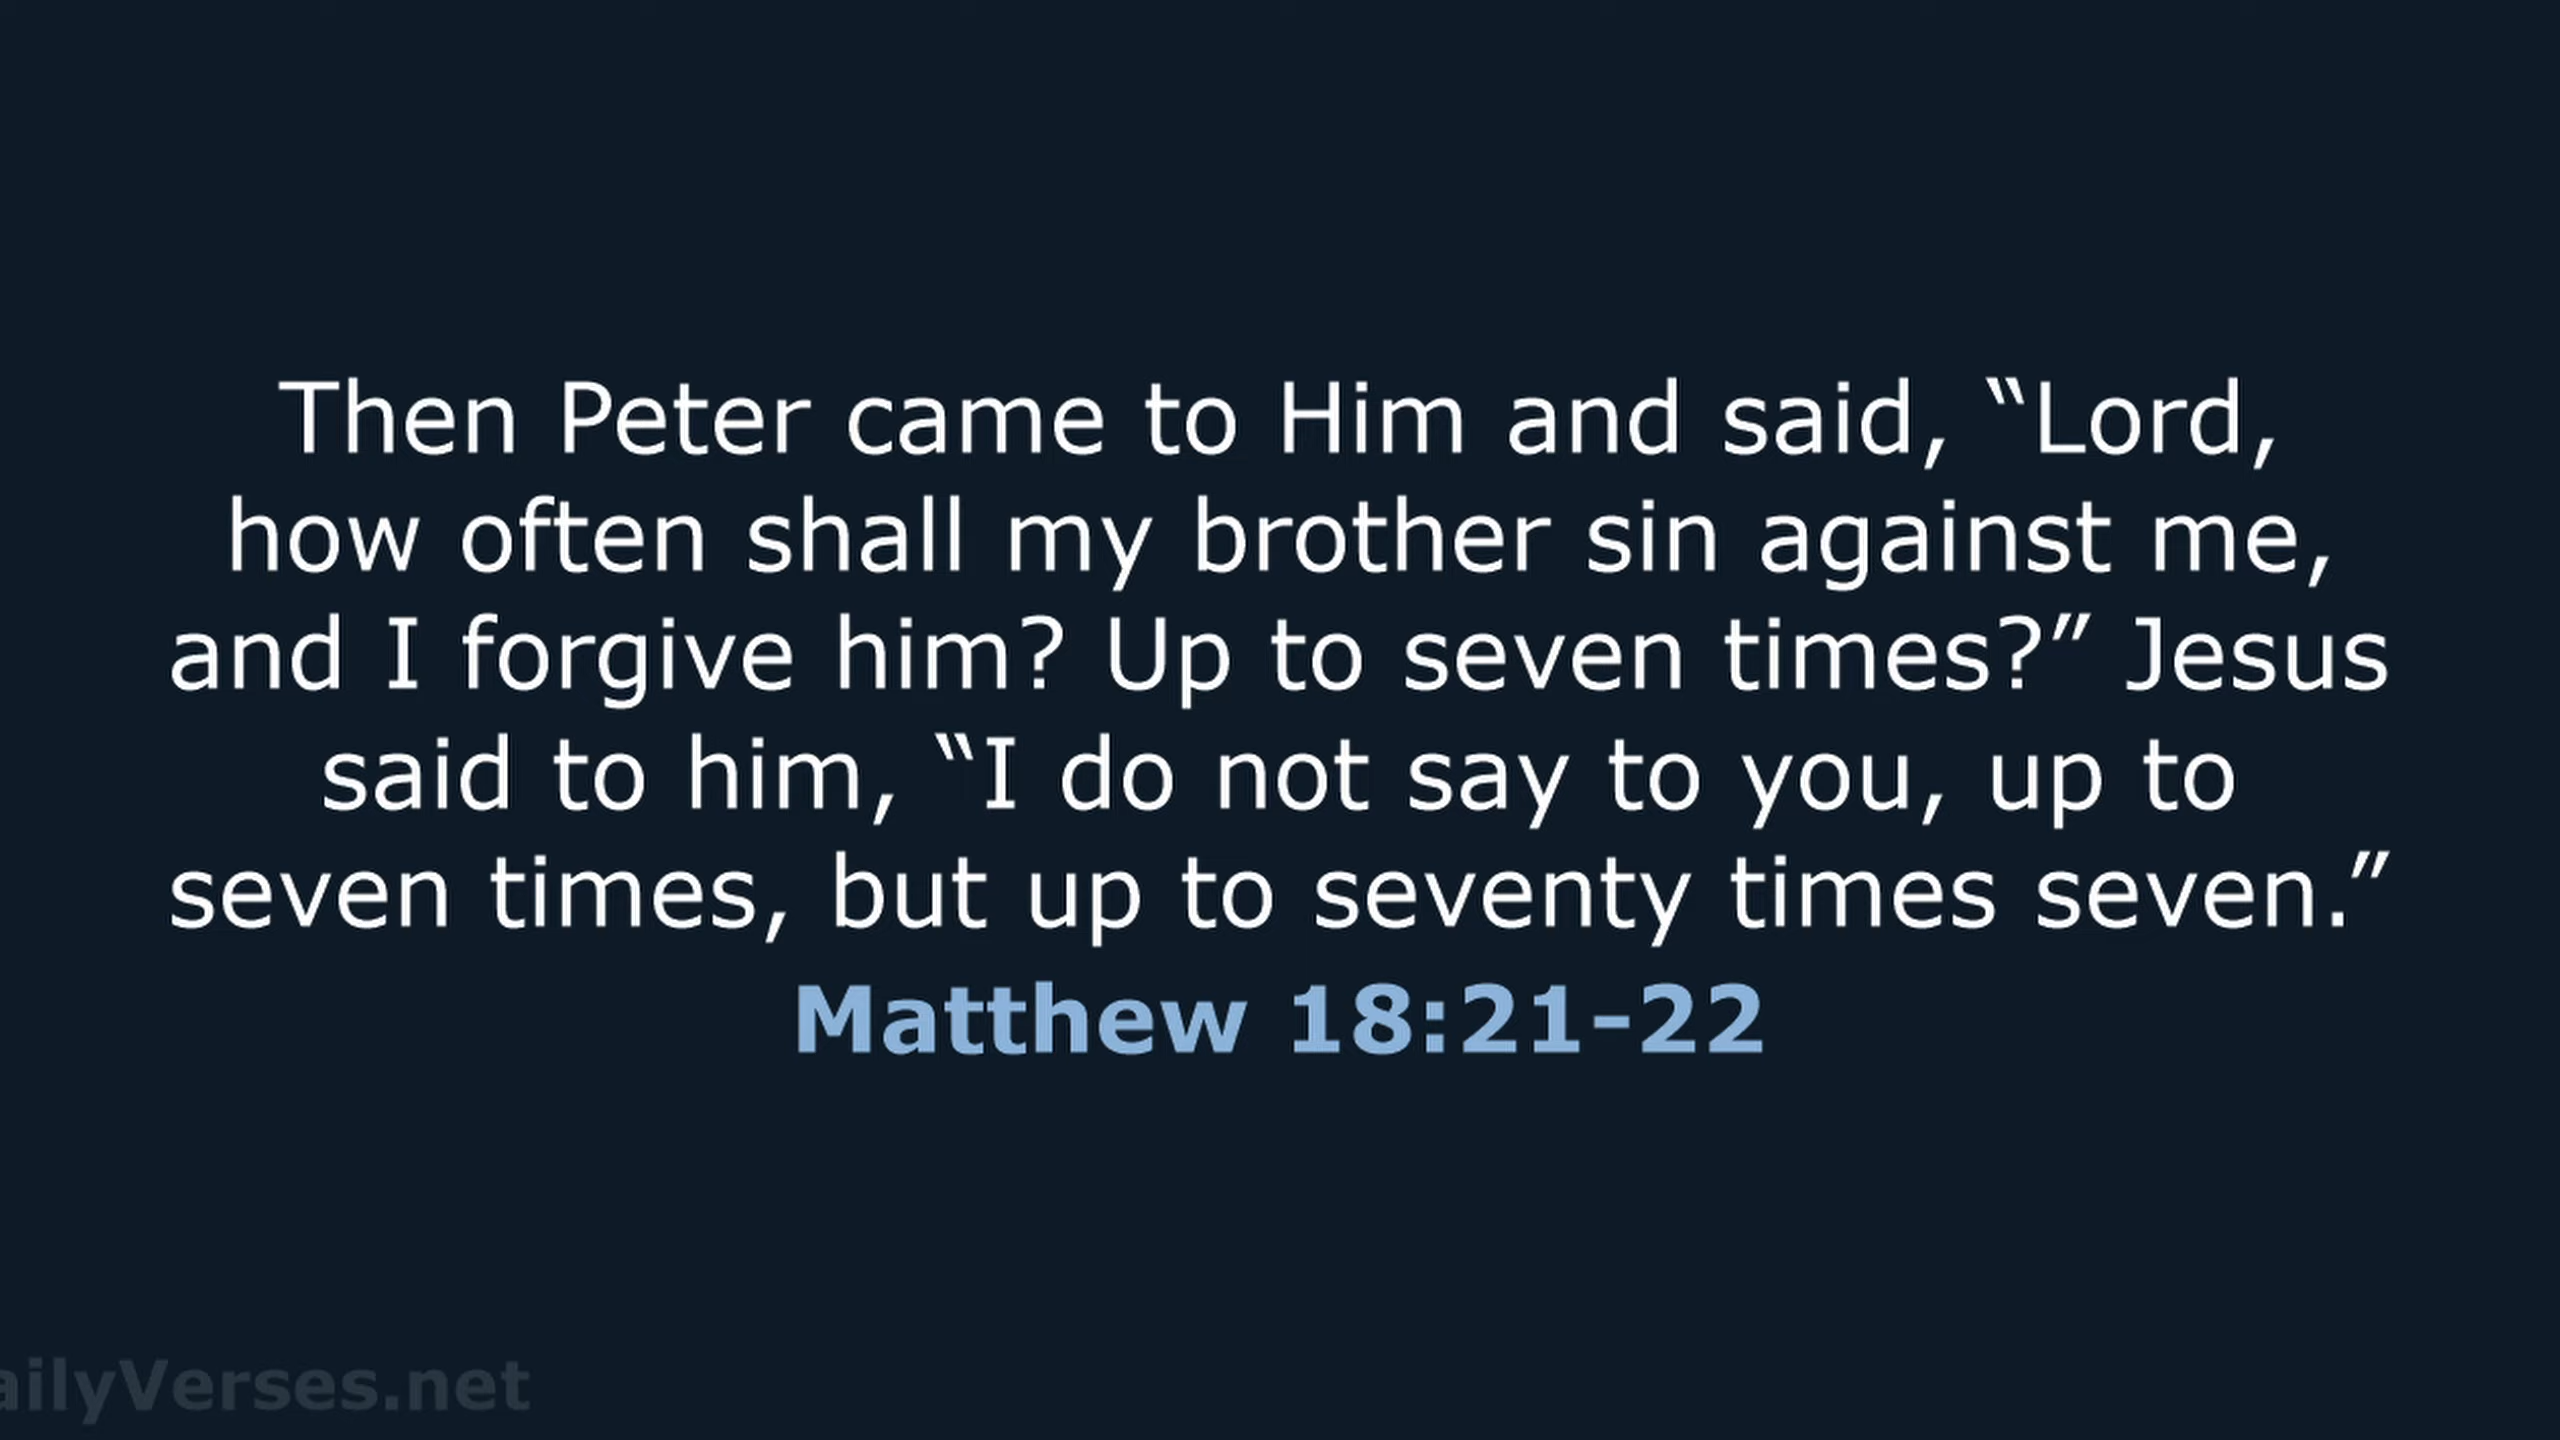 Then Peter came to Him and said, “Lord,
how often shall my brother sin against me,
and I forgive him? Up to seven times?” Jesus
said to him, “I do not say to you, up to
seven times, but up to seventy times seven.”
Matthew 18:21-22
ailyVerses.net